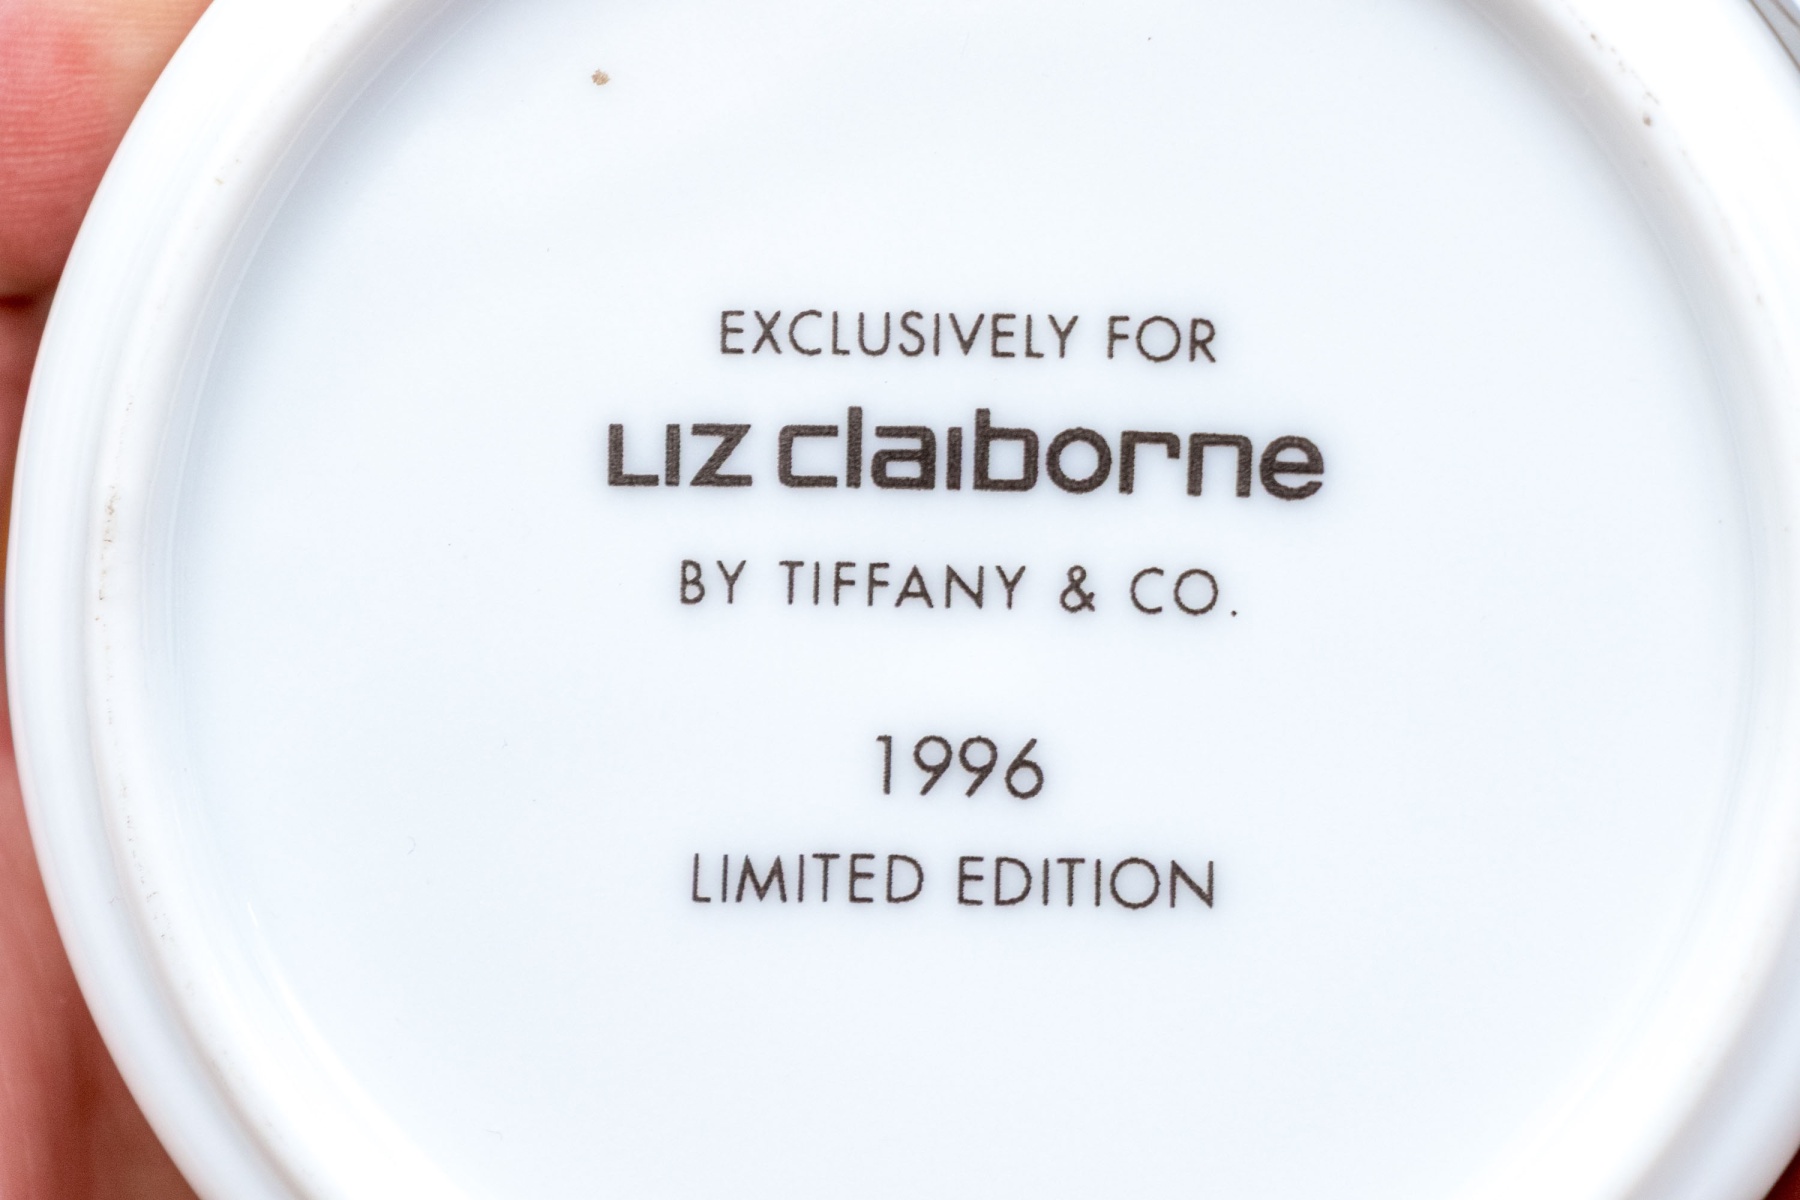 EXCLUSIVELY FOR
LIZ claiborne
BY TIFFANY & CO.
1996
LIMITED EDITION